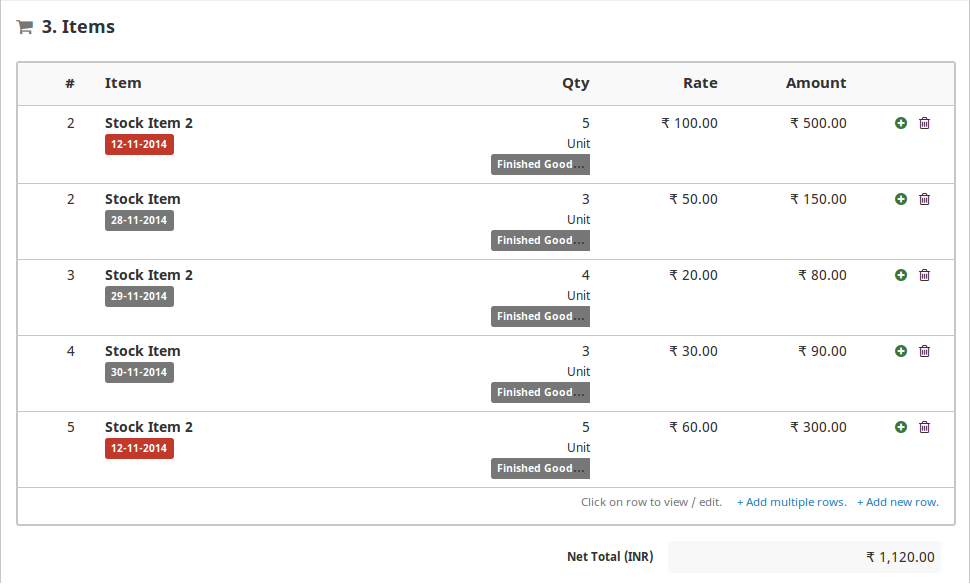 3. Items
# Item Qty Rate Amount
2 Stock Item 2 5 ₹ 100.00 ₹ 500.00
12-11-2014 Unit
Finished Good...
2 Stock Item 3 ₹ 50.00 ₹ 150.00
28-11-2014 Unit
Finished Good...
3 Stock Item 2 4 ₹ 20.00 ₹ 80.00
29-11-2014 Unit
Finished Good...
4 Stock Item 3 ₹ 30.00 ₹ 90.00
30-11-2014 Unit
Finished Good...
5 Stock Item 2 5 ₹ 60.00 ₹ 300.00
12-11-2014 Unit
Finished Good...
Click on row to view / edit. + Add multiple rows. + Add new row.
Net Total (INR) ₹ 1,120.00